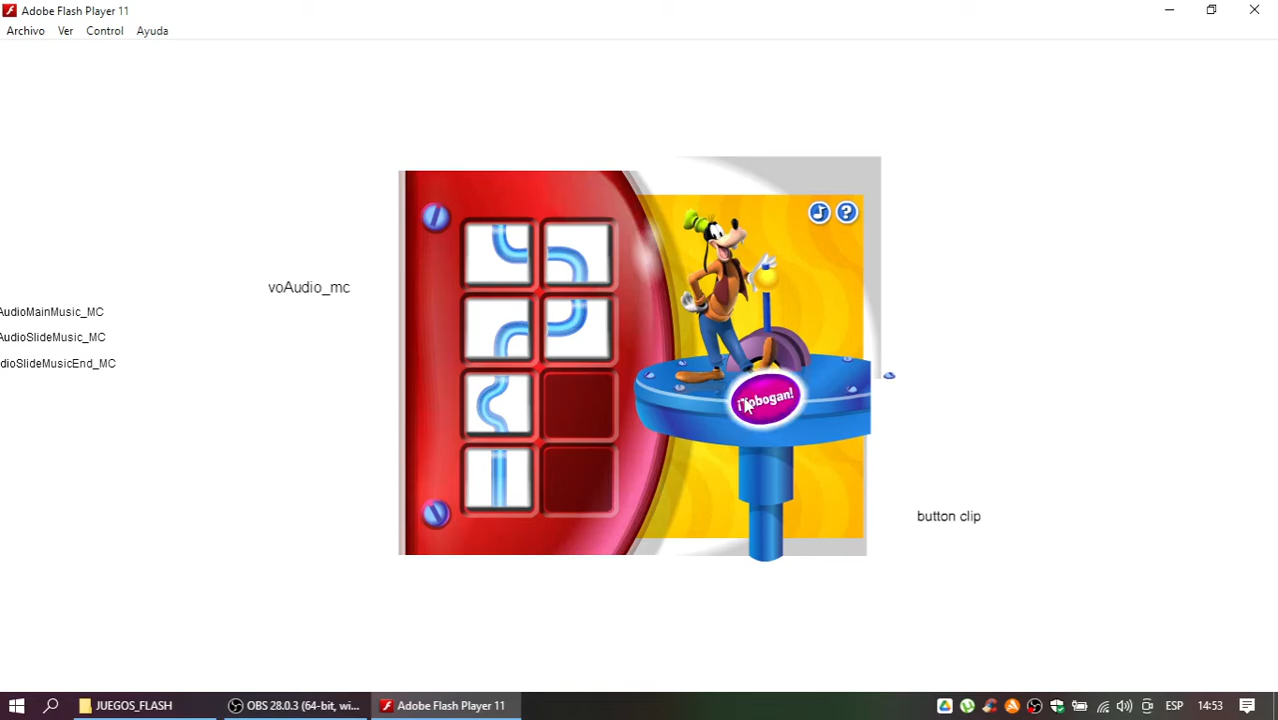 Adobe Flash Player 11
Archivo Ver Control Ayuda
voAudio_mc
AudioMainMusic_MC
AudioSlideMusic_MC
dioSlideMusicEnd_MC
?
¡Tobogan!
button clip
JUEGOS_FLASH
OBS 28.0.3 (64-bit, wi...
Adobe Flash Player 11
ESP
14:53